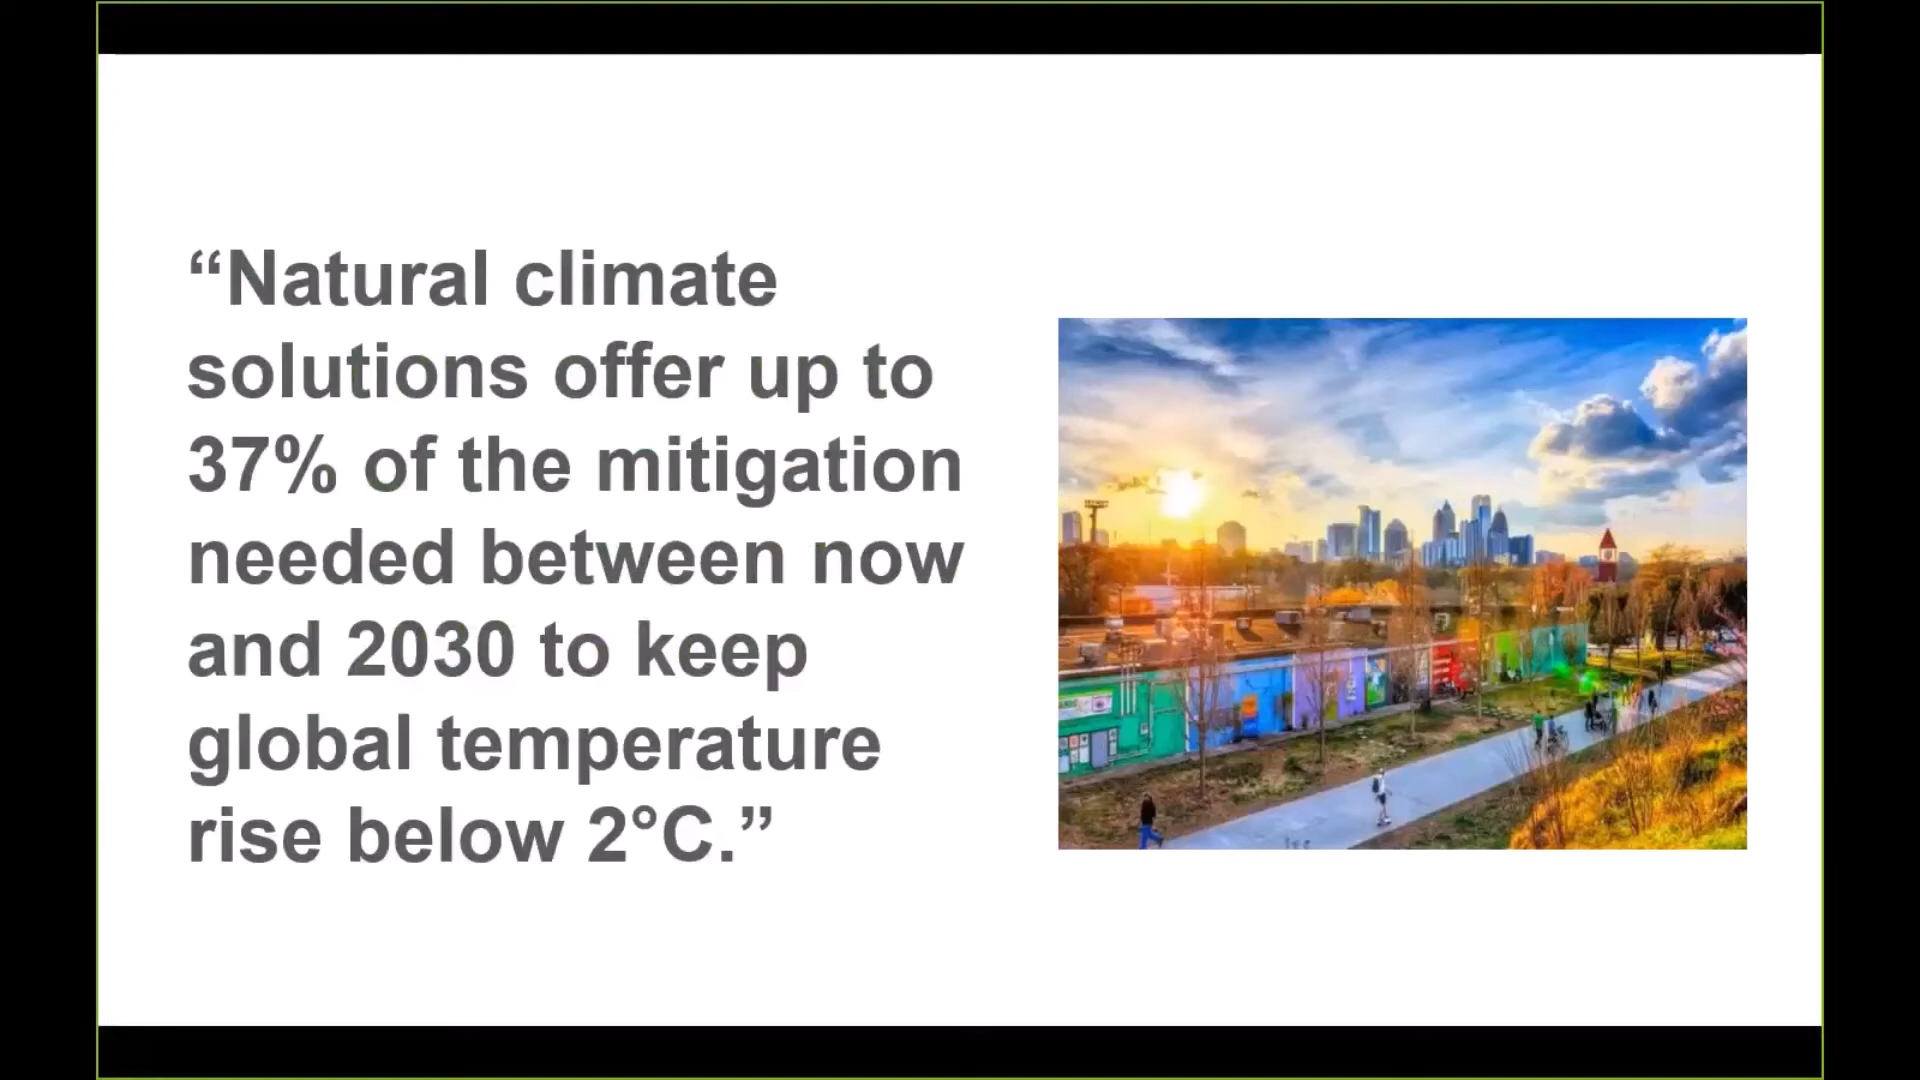 “Natural climate
solutions offer up to
37% of the mitigation
needed between now
and 2030 to keep
global temperature
rise below 2°C.”